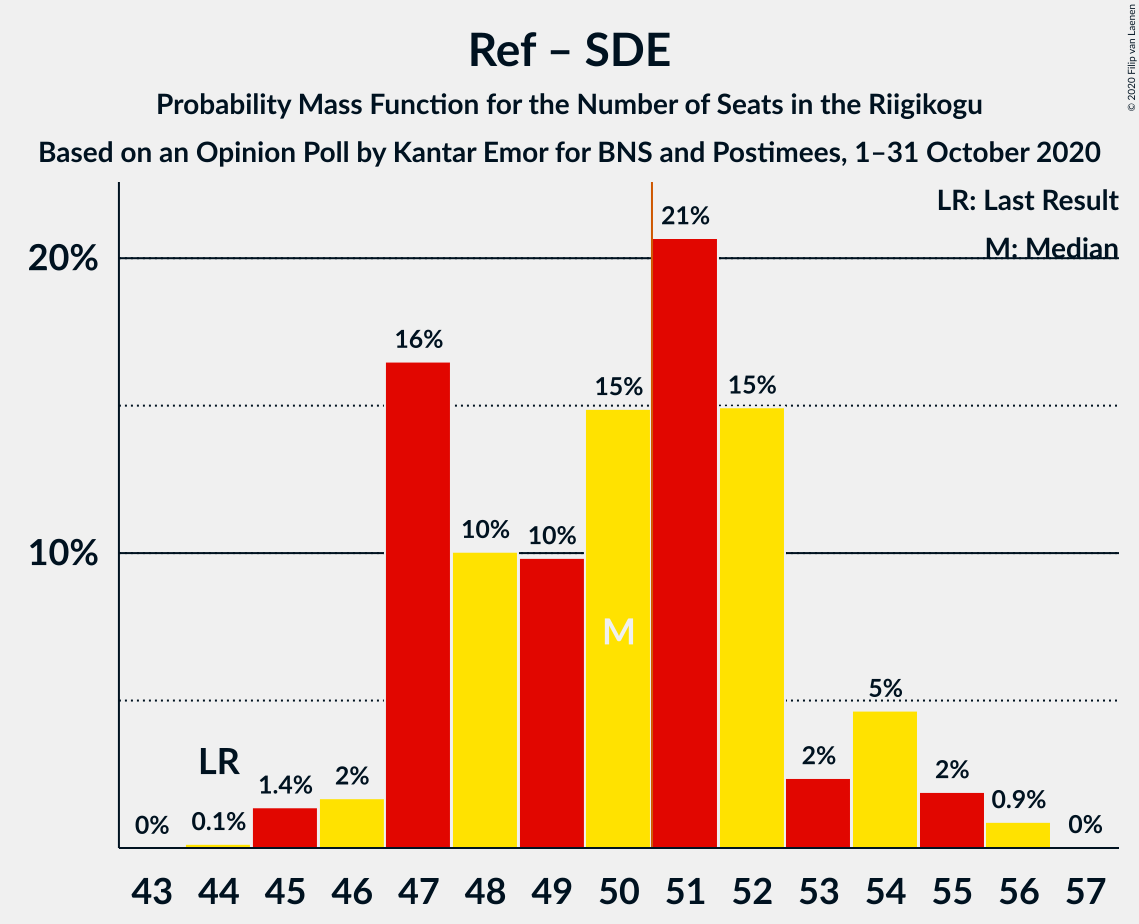 Ref – SDE
Probability Mass Function for the Number of Seats in the Riigikogu
Based on an Opinion Poll by Kantar Emor for BNS and Postimees, 1–31 October 2020
© 2020 Filip van Laenen
LR: Last Result
M: Median
20%
10%
0%
0.1%
LR
1.4%
2%
16%
10%
10%
15%
M
21%
15%
2%
5%
2%
0.9%
0%
43 44 45 46 47 48 49 50 51 52 53 54 55 56 57